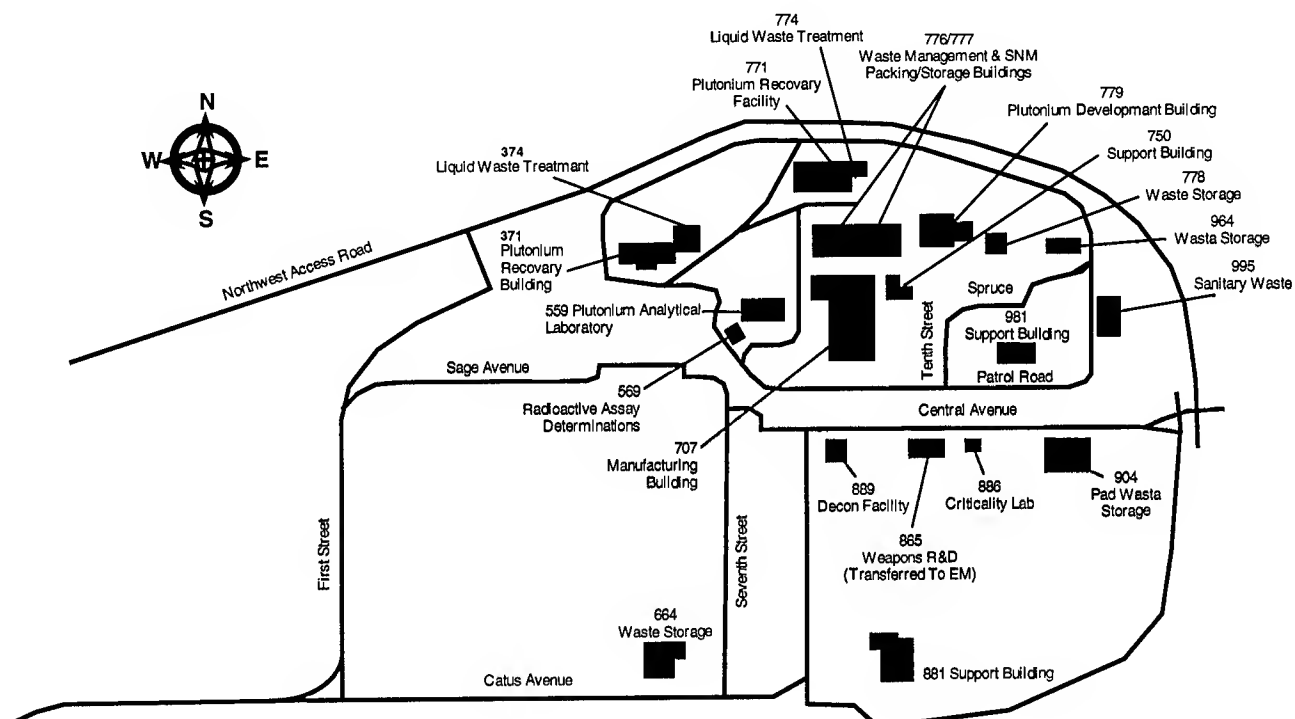 774
Liquid Waste Treatment
776/777
Waste Management & SNM
Packing/Storage Buildings
771
Plutonium Recovery
Facility
779
Plutonium Development Building
750
Support Building
N
W
E
S
374
Liquid Waste Treatmant
778
Waste Storage
964
Wasta Storage
371
Plutonium
Recovery
Building
995
Sanitary Waste
Northwest Access Road
Spruce
559 Plutonium Analytical
Laboratory
981
Support Building
Tenth Street
Patrol Road
Sage Avenue
569
Radioactive Assay
Determinations
Central Avenue
707
Manufacturing
Building
889
Decon Facility
886
Criticality Lab
904
Pad Wasta
Storage
865
Weapons R&D
(Transferred To EM)
First Street
Seventh Street
664
Waste Storage
881 Support Building
Catus Avenue